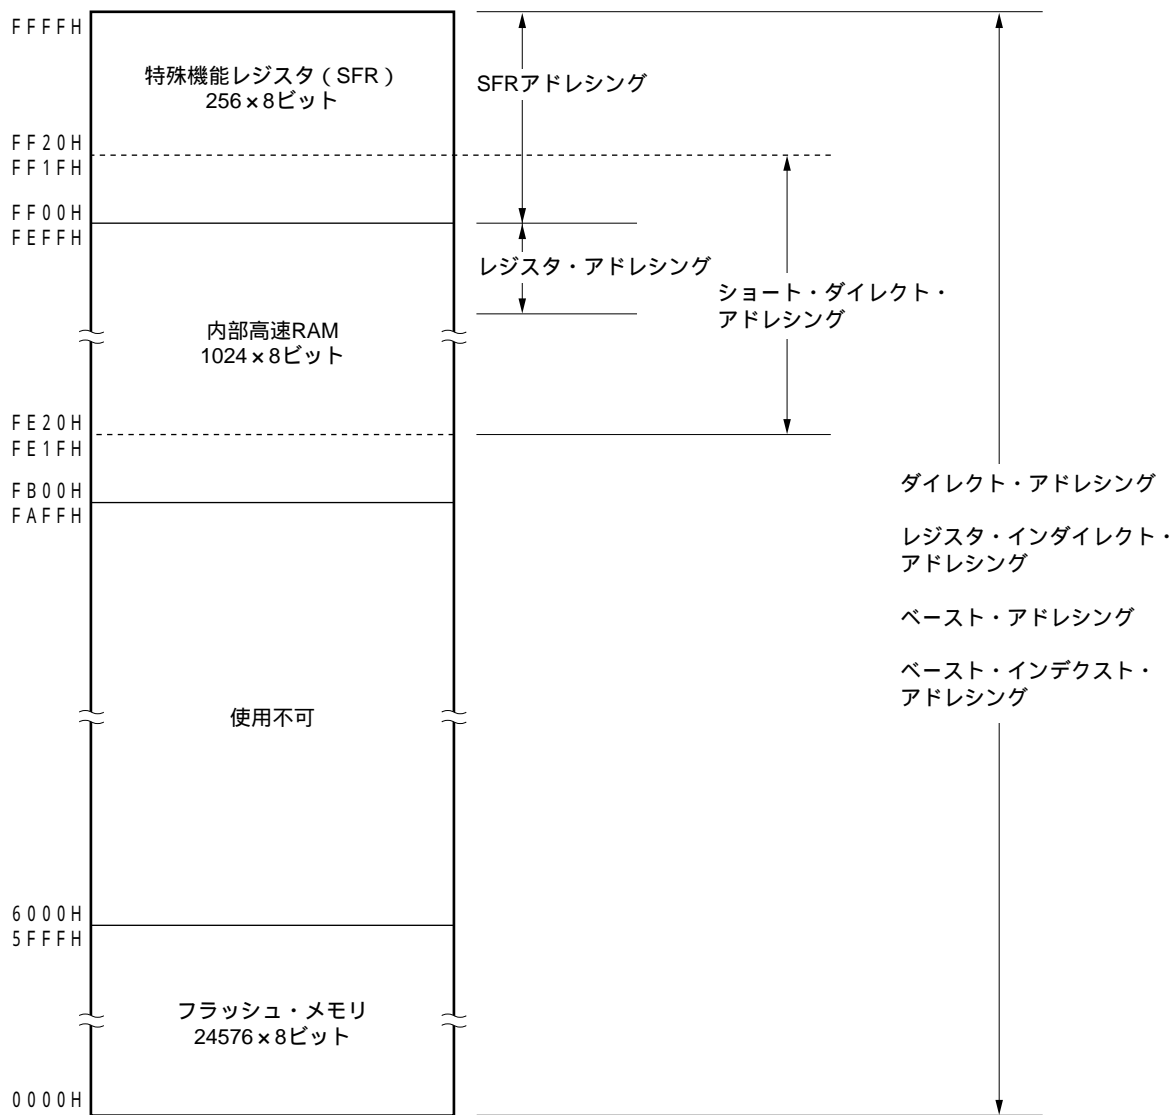 FFFFH
特殊機能レジスタ（SFR）
256×8ビット
SFRアドレシング
FF20H
FF1FH
FF00H
FEFFH
レジスタ・アドレシング
ショート・ダイレクト・
アドレシング
内部高速RAM
1024×8ビット
FE20H
FE1FH
FB00H
FAFFH
ダイレクト・アドレシング
レジスタ・インダイレクト・
アドレシング
ベースト・アドレシング
ベースト・インデクスト・
アドレシング
使用不可
6000H
5FFFH
フラッシュ・メモリ
24576×8ビット
0000H